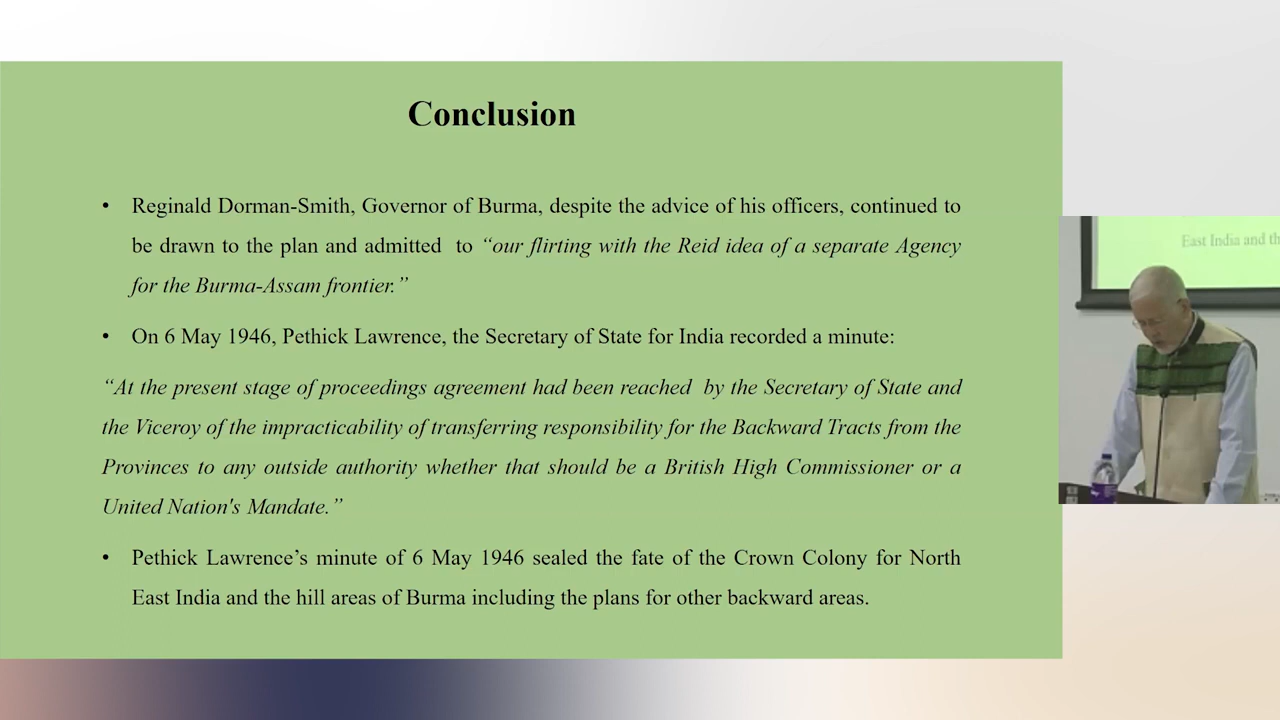 Conclusion
• Reginald Dorman-Smith, Governor of Burma, despite the advice of his officers, continued to
be drawn to the plan and admitted to “our flirting with the Reid idea of a separate Agency
for the Burma-Assam frontier.”
• On 6 May 1946, Pethick Lawrence, the Secretary of State for India recorded a minute:
“At the present stage of proceedings agreement had been reached by the Secretary of State and
the Viceroy of the impracticability of transferring responsibility for the Backward Tracts from the
Provinces to any outside authority whether that should be a British High Commissioner or a
United Nation's Mandate.”
• Pethick Lawrence’s minute of 6 May 1946 sealed the fate of the Crown Colony for North
East India and the hill areas of Burma including the plans for other backward areas.
East India and th